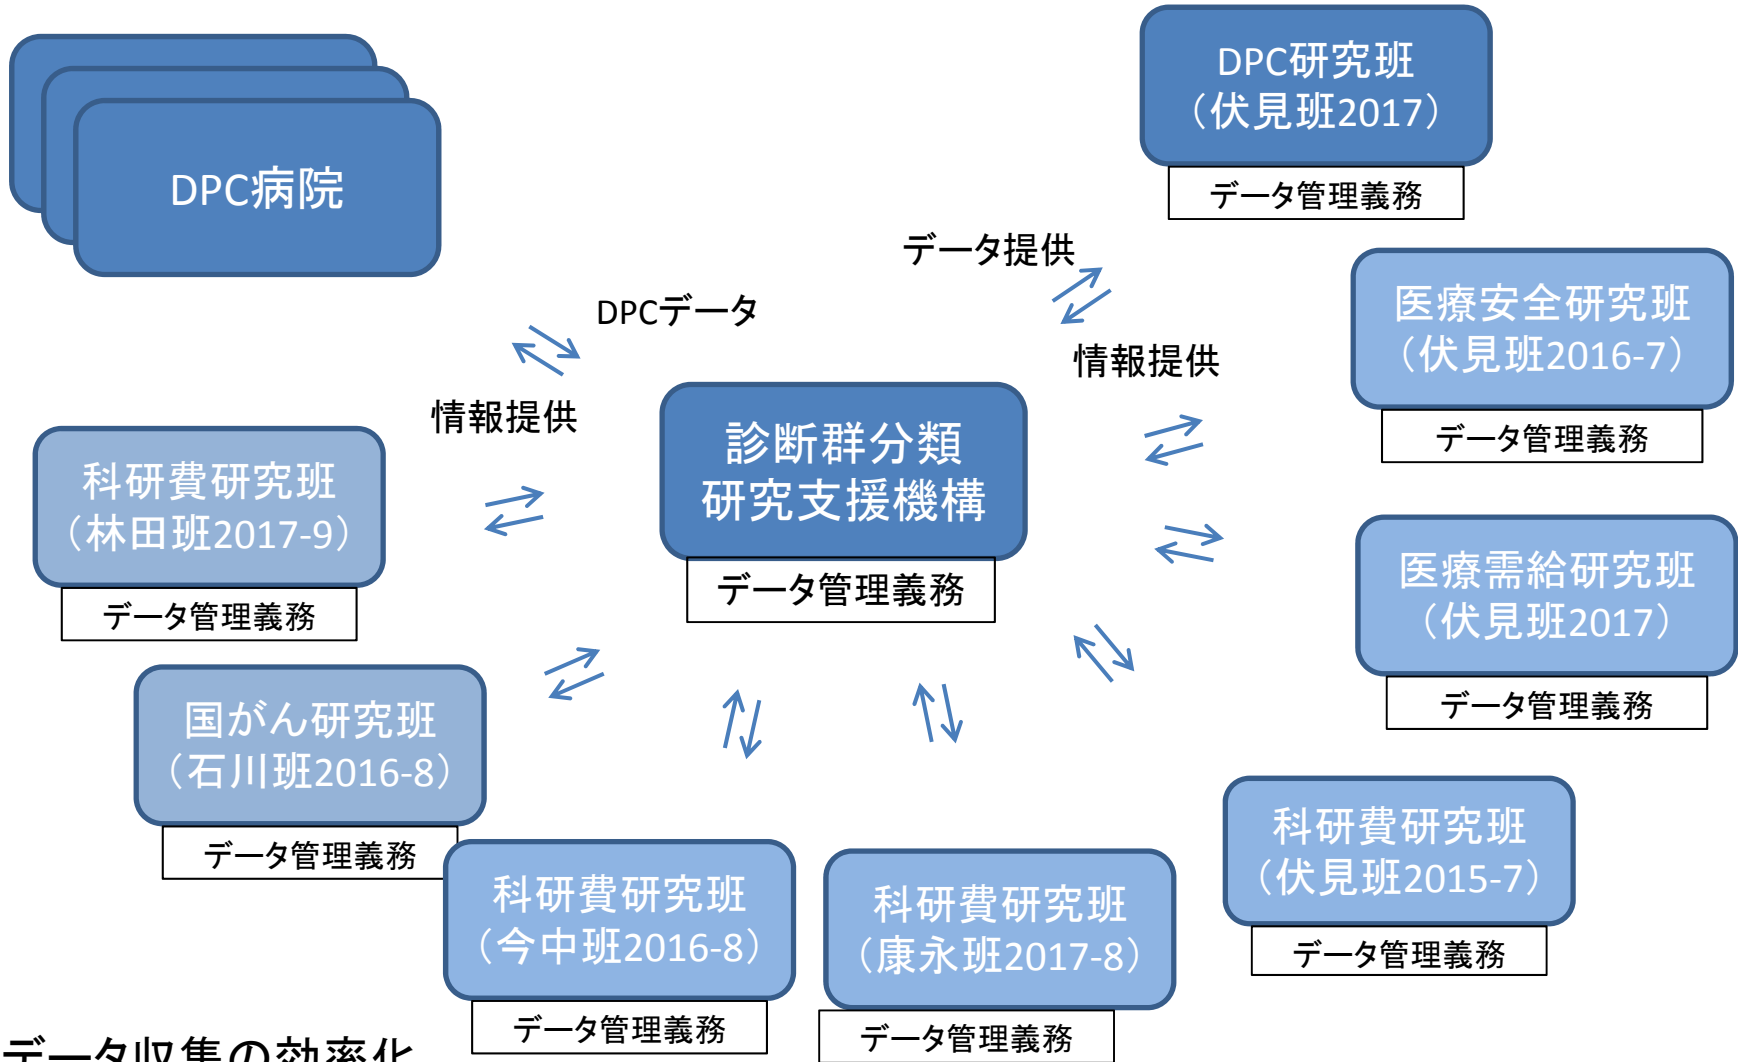 DPC病院
DPC研究班
（伏見班2017）
データ管理義務
データ提供
DPCデータ
情報提供
医療安全研究班
（伏見班2016-7）
データ管理義務
情報提供
診断群分類
研究支援機構
データ管理義務
科研費研究班
（林田班2017-9）
データ管理義務
医療需給研究班
（伏見班2017）
データ管理義務
国がん研究班
（石川班2016-8）
データ管理義務
科研費研究班
（伏見班2015-7）
データ管理義務
科研費研究班
（今中班2016-8）
データ管理義務
科研費研究班
（康永班2017-8）
データ管理義務
データ収集の効率化